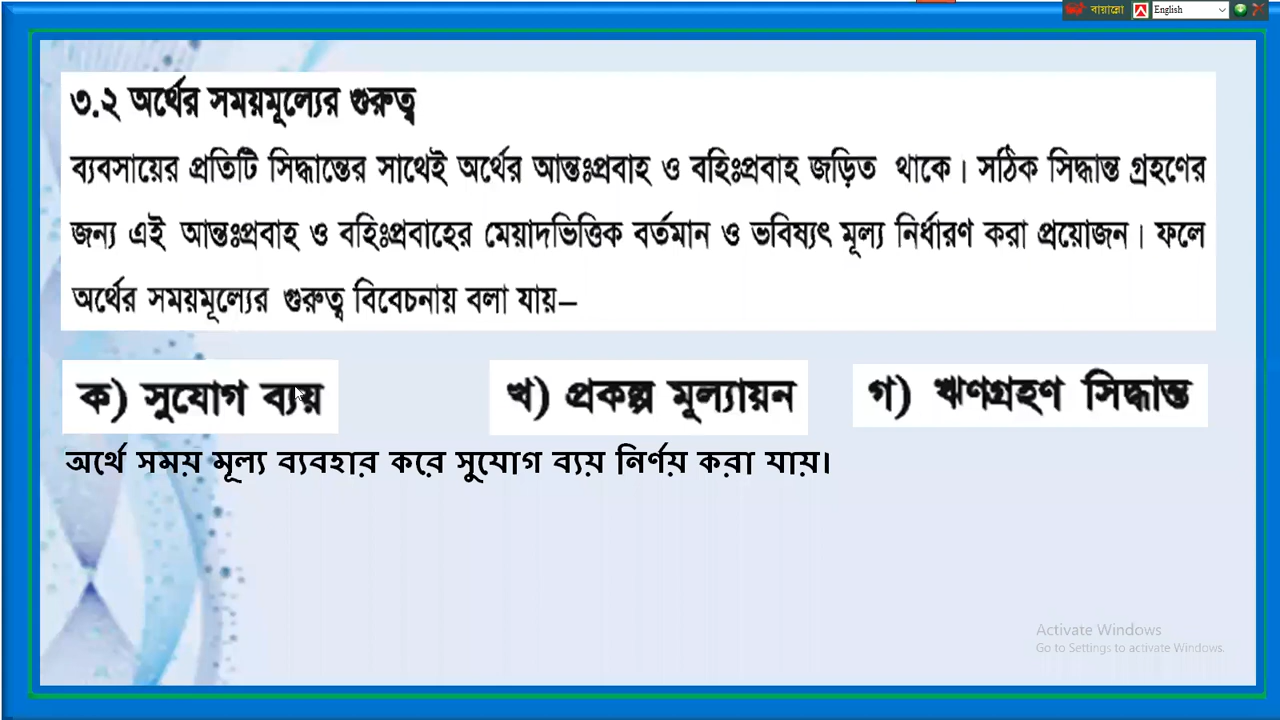 বায়ান্নো English
৩.২ অর্থের সময়মূল্যের গুরুত্ব
ব্যবসায়ের প্রতিটি সিদ্ধান্তের সাথেই অর্থের আন্তঃপ্রবাহ ও বহিঃপ্রবাহ জড়িত থাকে। সঠিক সিদ্ধান্ত গ্রহণের
জন্য এই আন্তঃপ্রবাহ ও বহিঃপ্রবাহের মেয়াদভিত্তিক বর্তমান ও ভবিষ্যৎ মূল্য নির্ধারণ করা প্রয়োজন। ফলে
অর্থের সময়মূল্যের গুরুত্ব বিবেচনায় বলা যায়–
ক) সুযোগ ব্যয় খ) প্রকল্প মূল্যায়ন গ) ঋণগ্রহণ সিদ্ধান্ত
অর্থে সময় মূল্য ব্যবহার করে সুযোগ ব্যয় নির্ণয় করা যায়।
Activate Windows
Go to Settings to activate Windows.